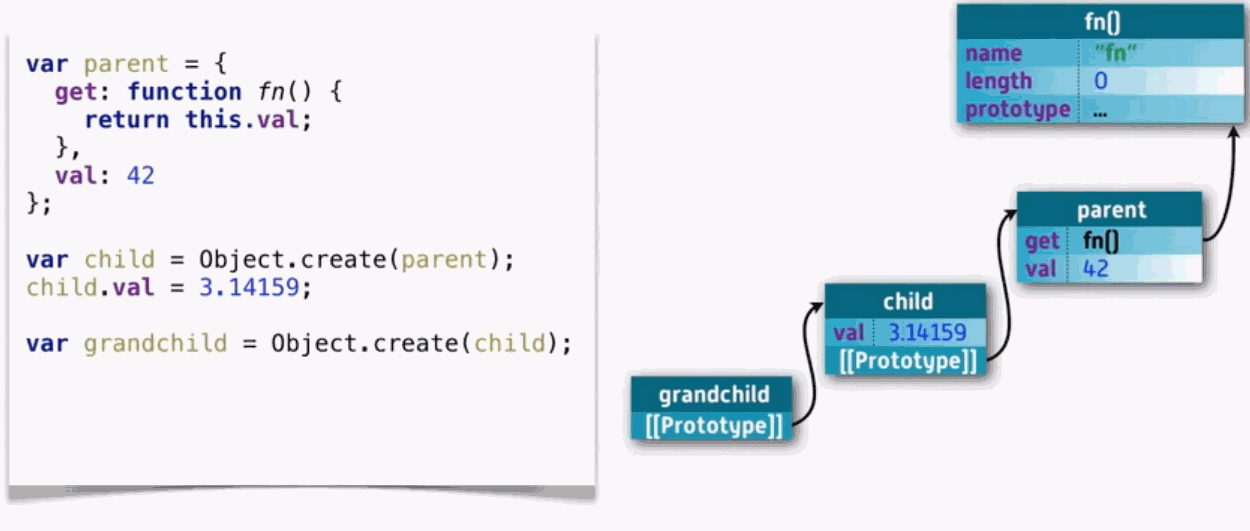 var parent = {
get: function fn() {
return this.val;
},
val: 42
};
var child = Object.create(parent);
child.val = 3.14159;
var grandchild = Object.create(child);
fn()
name "fn"
length 0
prototype ...
parent
get fn()
val 42
child
val 3.14159
[[Prototype]]
grandchild
[[Prototype]]